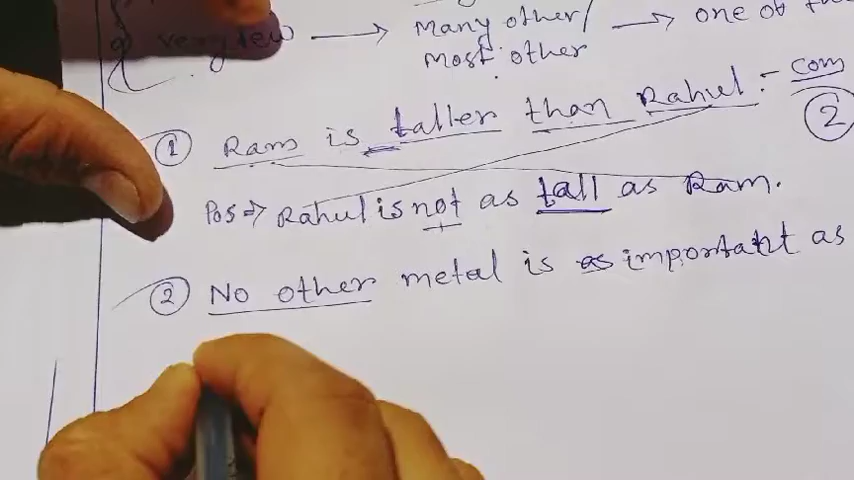 very few → many other/ → one of the
most other
① Ram is taller than Rahul :- com
②
Pos ⇒ Rahul is not as tall as Ram.
② No other metal is as important as